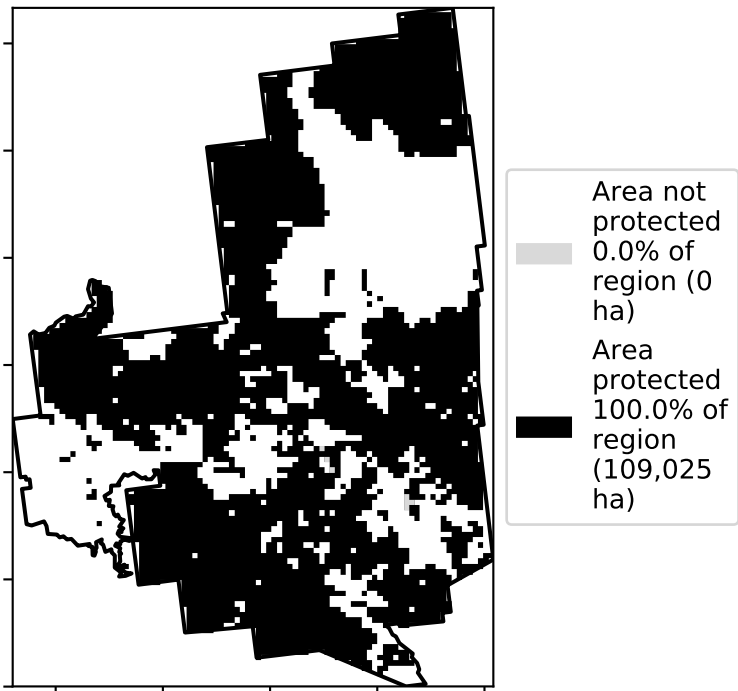 Area not
protected
0.0% of
region (0
ha)
Area
protected
100.0% of
region
(109,025
ha)